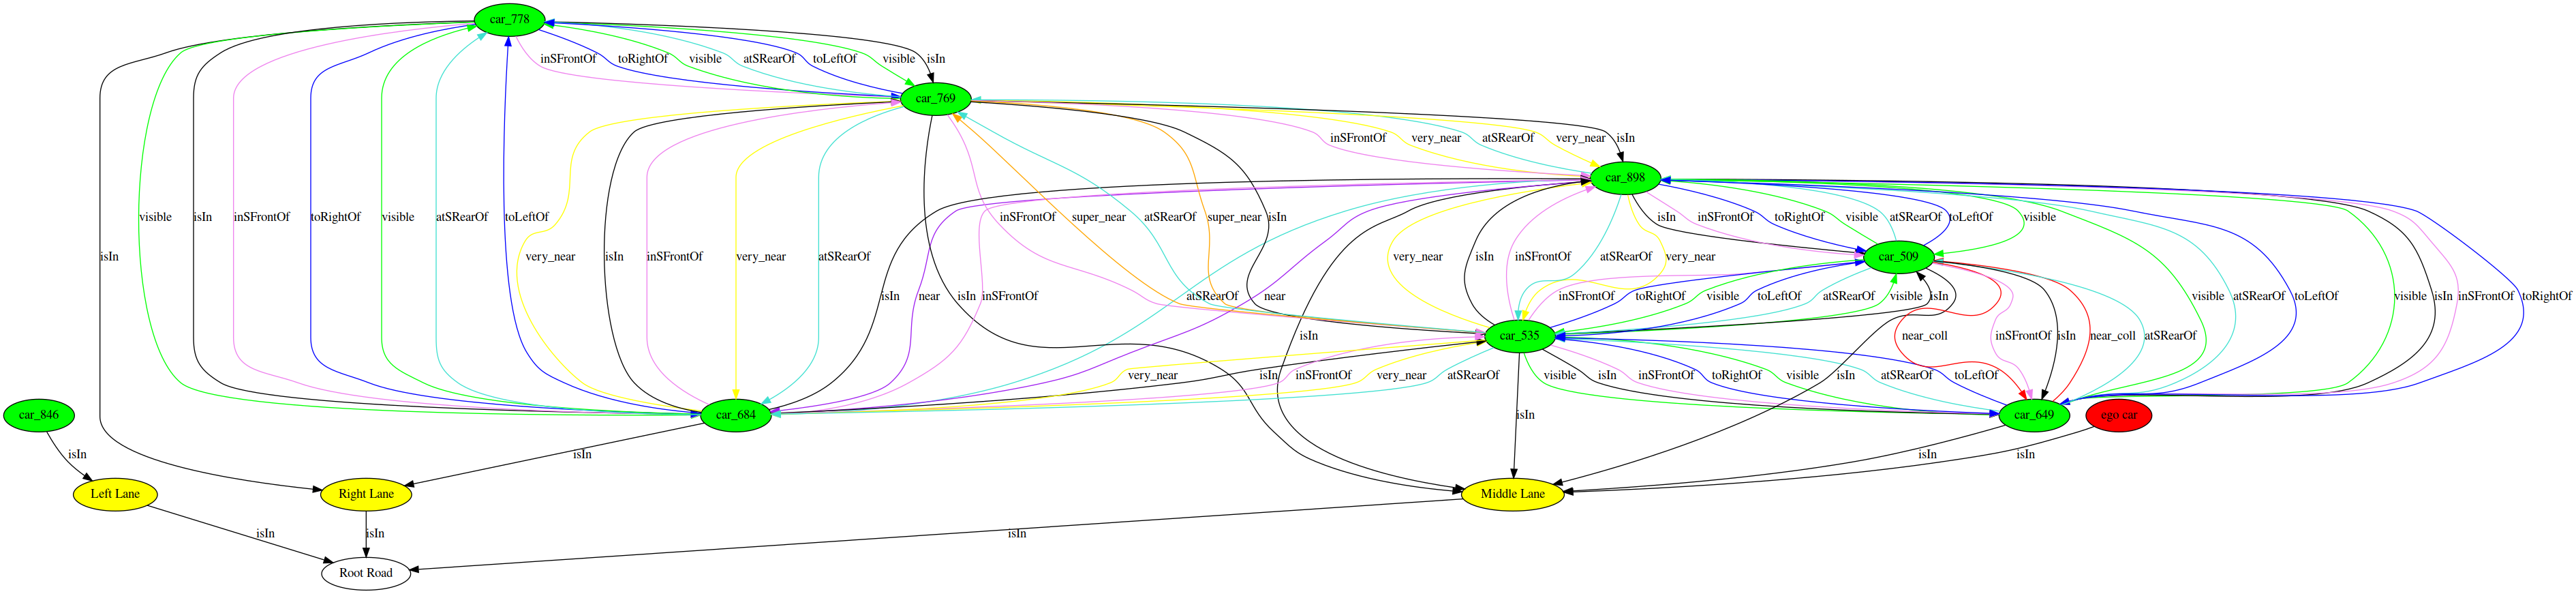 car_778
inSFrontOf toRightOf visible atSRearOf toLeftOf visible isIn
car_769
inSFrontOf very_near atSRearOf very_near isIn
car_898
visible isIn inSFrontOf toRightOf visible atSRearOf toLeftOf inSFrontOf super_near atSRearOf super_near isIn isIn inSFrontOf toRightOf visible atSRearOf toLeftOf visible
isIn very_near isIn inSFrontOf very_near atSRearOf very_near isIn inSFrontOf atSRearOf very_near
car_509
isIn near isIn inSFrontOf atSRearOf near inSFrontOf toRightOf visible toLeftOf atSRearOf visible isIn visible atSRearOf toLeftOf visible isIn inSFrontOf toRightOf
car_535
isIn near_coll inSFrontOf isIn near_coll atSRearOf
very_near isIn inSFrontOf very_near atSRearOf visible isIn inSFrontOf toRightOf visible isIn atSRearOf toLeftOf
car_846 car_684 isIn car_649 ego car
isIn isIn isIn isIn
Left Lane Right Lane Middle Lane
isIn isIn isIn
Root Road